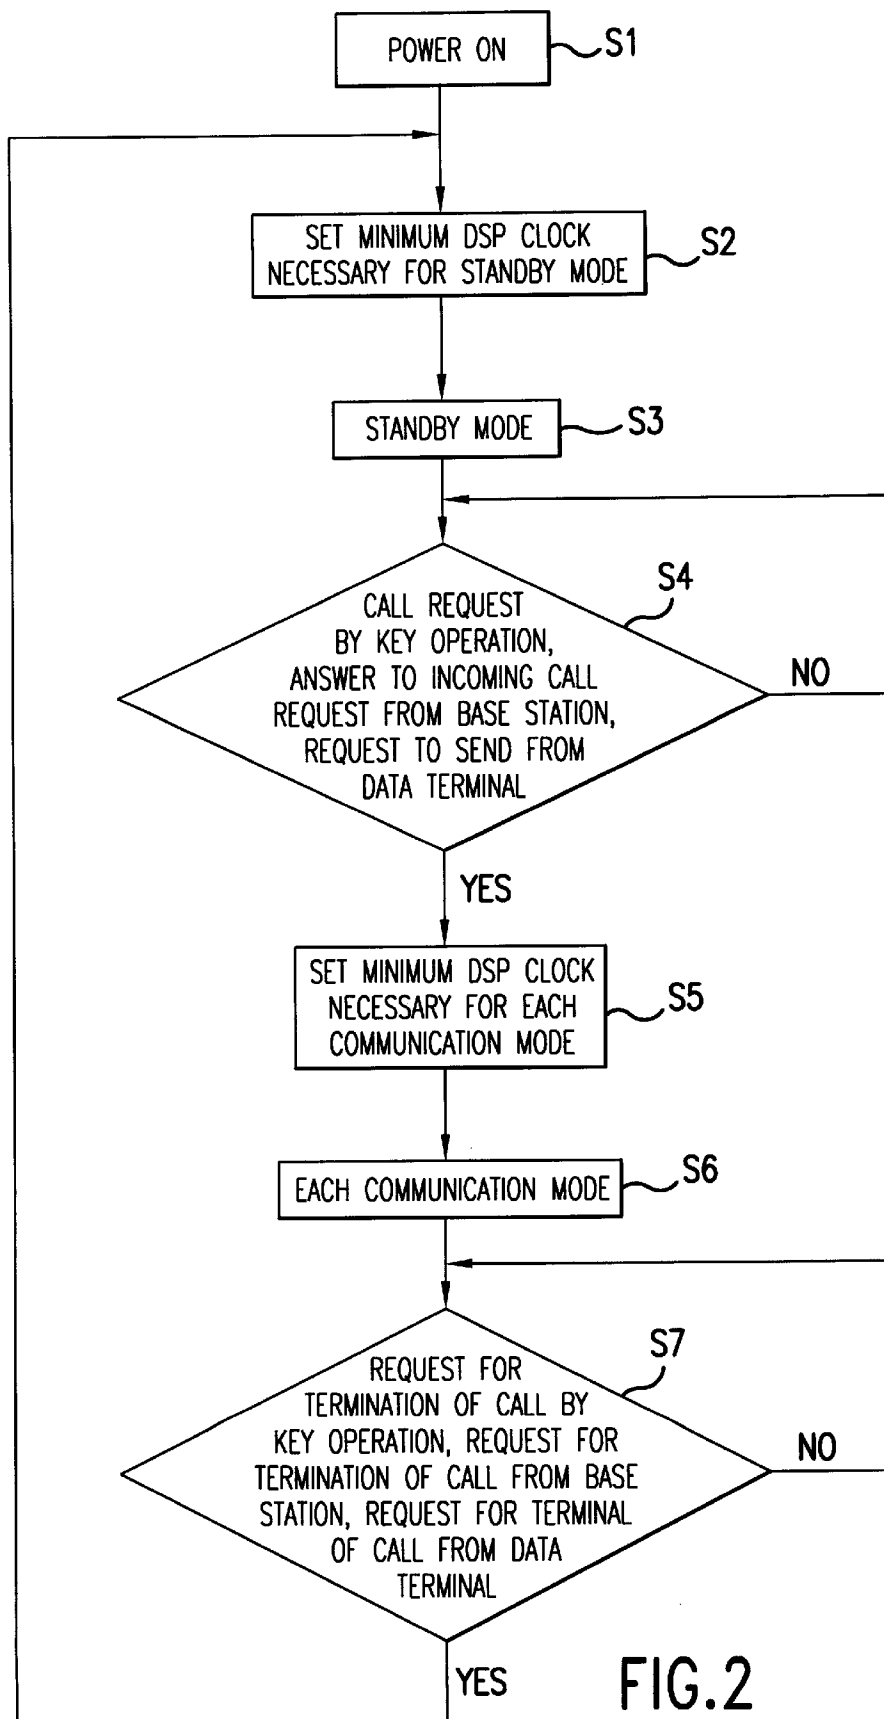 POWER ON
S1
SET MINIMUM DSP CLOCK
NECESSARY FOR STANDBY MODE
S2
STANDBY MODE
S3
CALL REQUEST
BY KEY OPERATION,
ANSWER TO INCOMING CALL
REQUEST FROM BASE STATION,
REQUEST TO SEND FROM
DATA TERMINAL
S4
NO
YES
SET MINIMUM DSP CLOCK
NECESSARY FOR EACH
COMMUNICATION MODE
S5
EACH COMMUNICATION MODE
S6
REQUEST FOR
TERMINATION OF CALL BY
KEY OPERATION, REQUEST FOR
TERMINATION OF CALL FROM BASE
STATION, REQUEST FOR TERMINAL
OF CALL FROM DATA
TERMINAL
S7
NO
YES
FIG.2